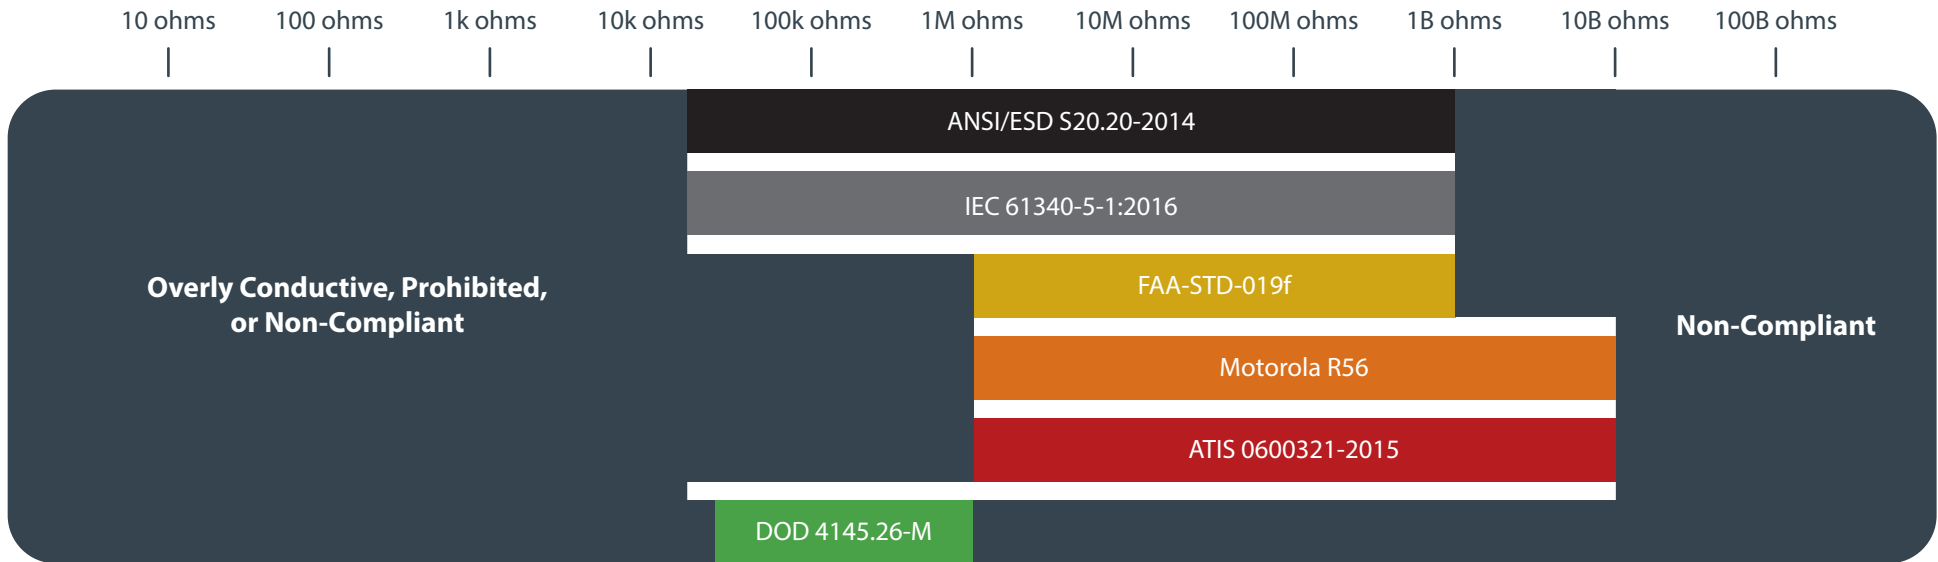 10 ohms 100 ohms 1k ohms 10k ohms 100k ohms 1M ohms 10M ohms 100M ohms 1B ohms 10B ohms 100B ohms
ANSI/ESD S20.20-2014
IEC 61340-5-1:2016
Overly Conductive, Prohibited,
or Non-Compliant
FAA-STD-019f
Non-Compliant
Motorola R56
ATIS 0600321-2015
DOD 4145.26-M